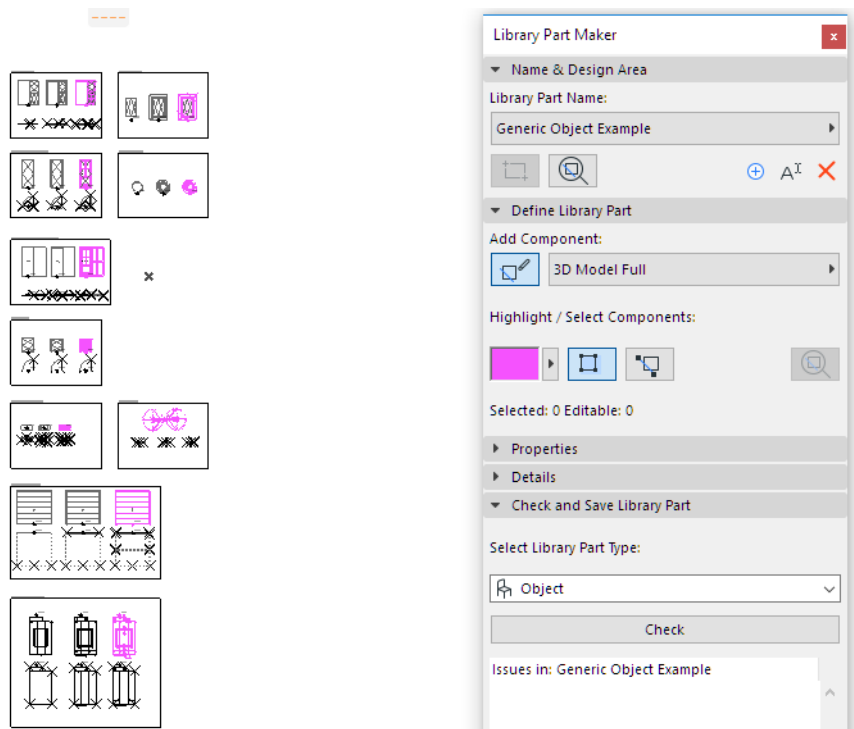 Library Part Maker
x
Name & Design Area
Library Part Name:
Generic Object Example
Define Library Part
Add Component:
3D Model Full
Highlight / Select Components:
Selected: 0 Editable: 0
Properties
Details
Check and Save Library Part
Select Library Part Type:
Object
Check
Issues in: Generic Object Example